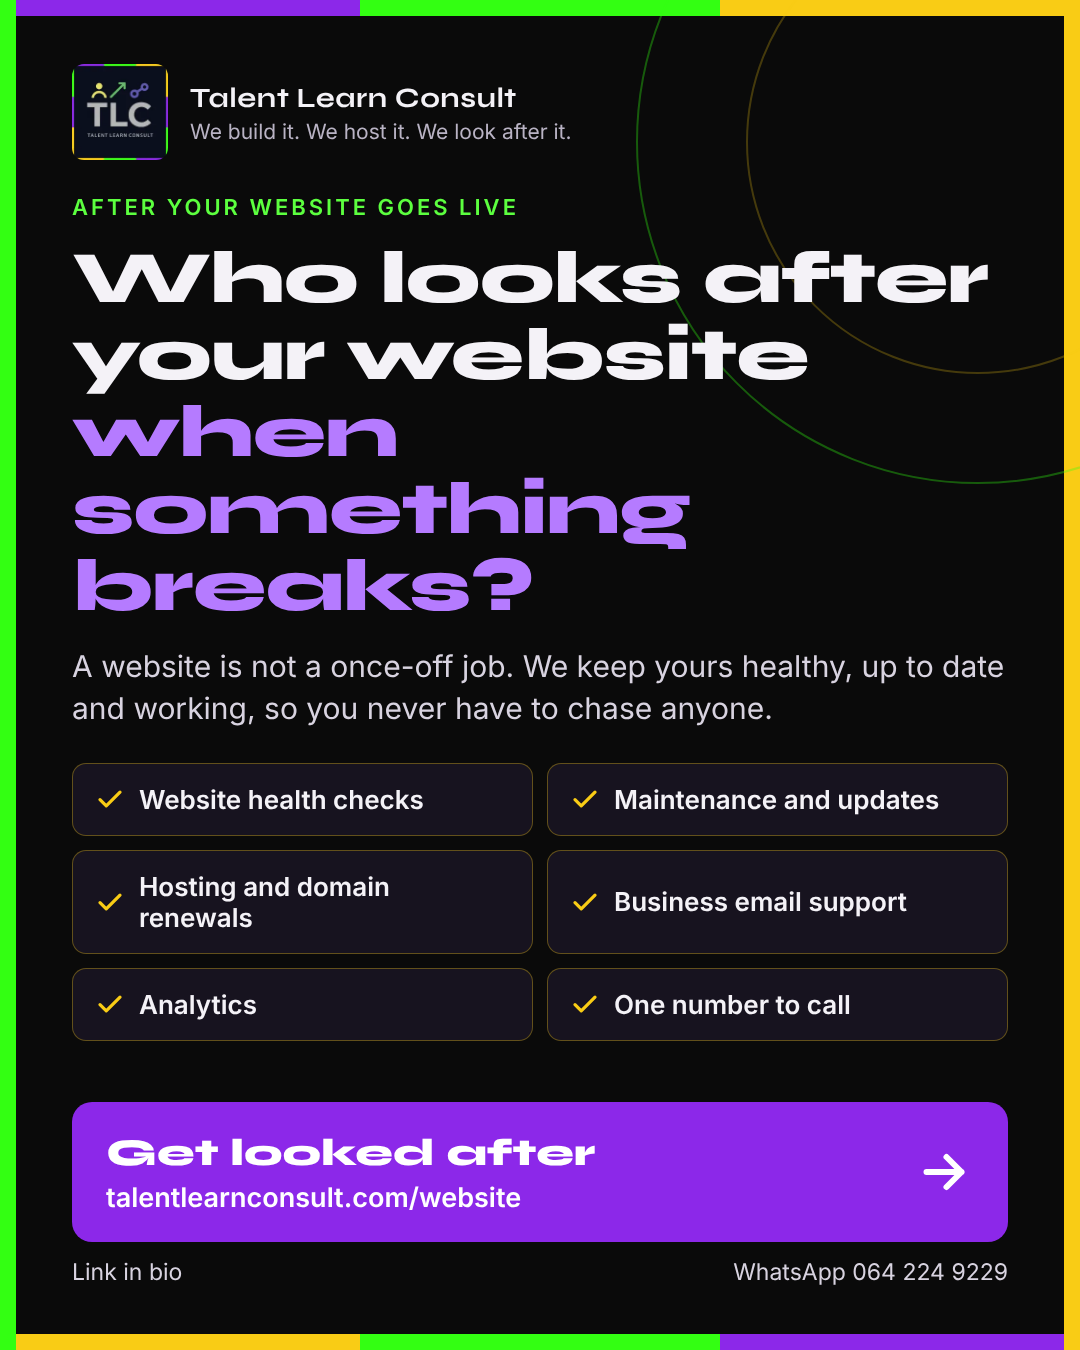 TLC
TALENT LEARN CONSULT
Talent Learn Consult
We build it. We host it. We look after it.
AFTER YOUR WEBSITE GOES LIVE
Who looks after
your website
when
something
breaks?
A website is not a once-off job. We keep yours healthy, up to date
and working, so you never have to chase anyone.
Website health checks
Maintenance and updates
Hosting and domain
renewals
Business email support
Analytics
One number to call
Get looked after
talentlearnconsult.com/website
Link in bio
WhatsApp 064 224 9229